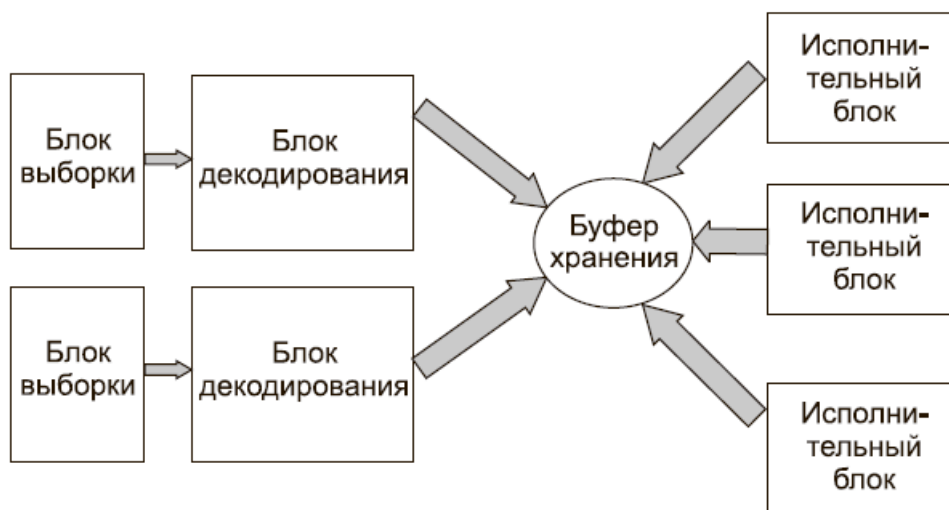 Блок
выборки
Блок
декодирования
Блок
выборки
Блок
декодирования
Буфер
хранения
Исполни-
тельный
блок
Исполни-
тельный
блок
Исполни-
тельный
блок